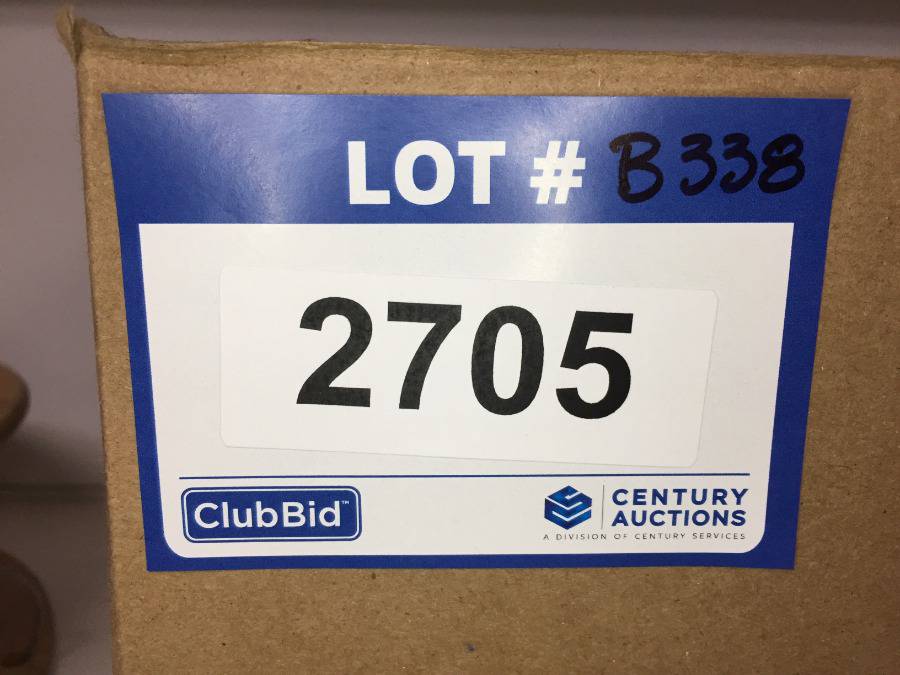 LOT # B338
2705
ClubBid™
CENTURY
AUCTIONS
A DIVISION OF CENTURY SERVICES